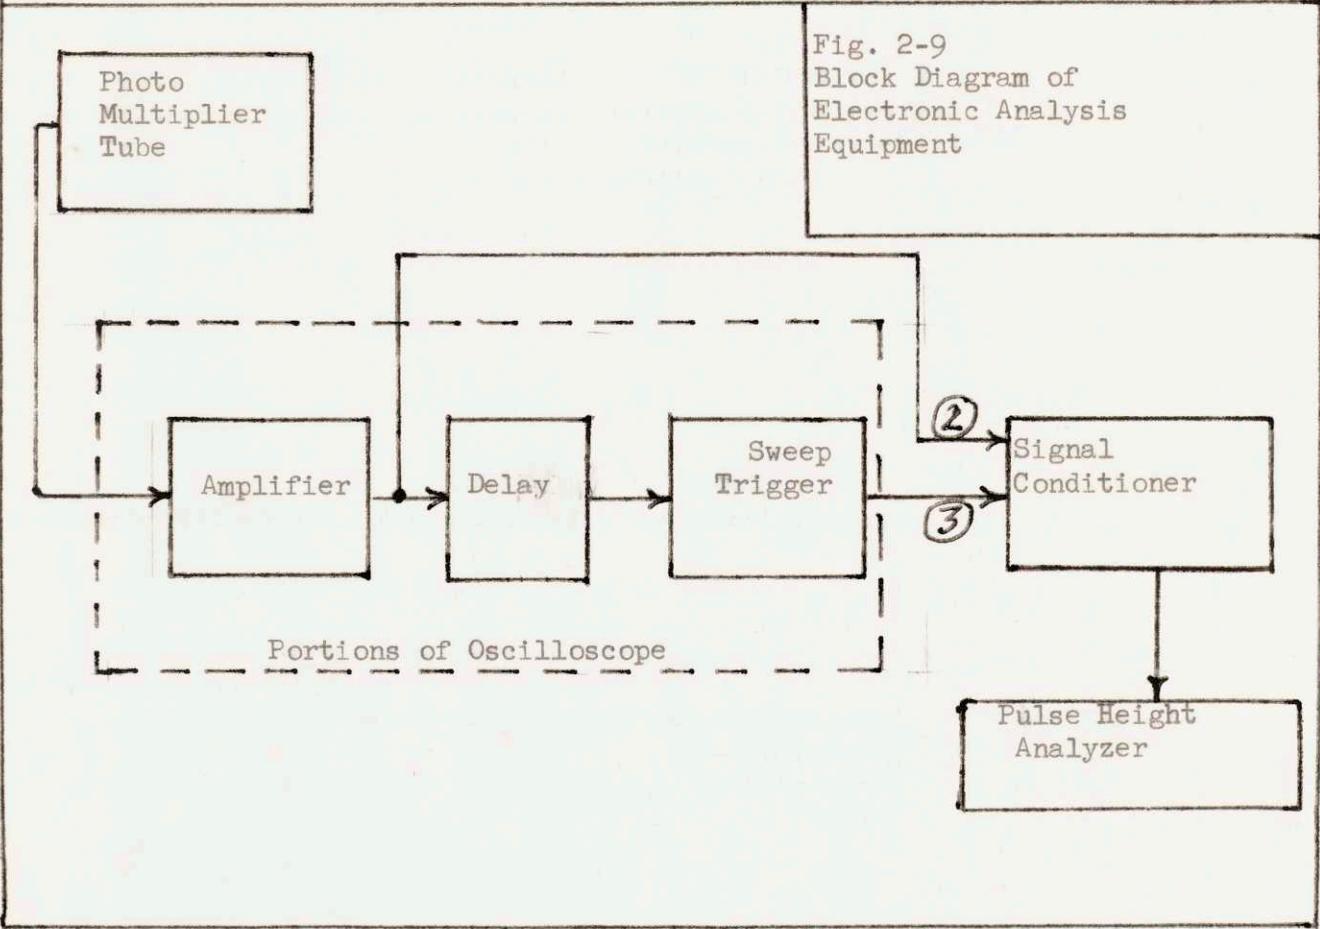 Fig. 2-9
Block Diagram of
Electronic Analysis
Equipment
Photo
Multiplier
Tube
Amplifier
Delay
Sweep
Trigger
2
3
Signal
Conditioner
Portions of Oscilloscope
Pulse Height
Analyzer